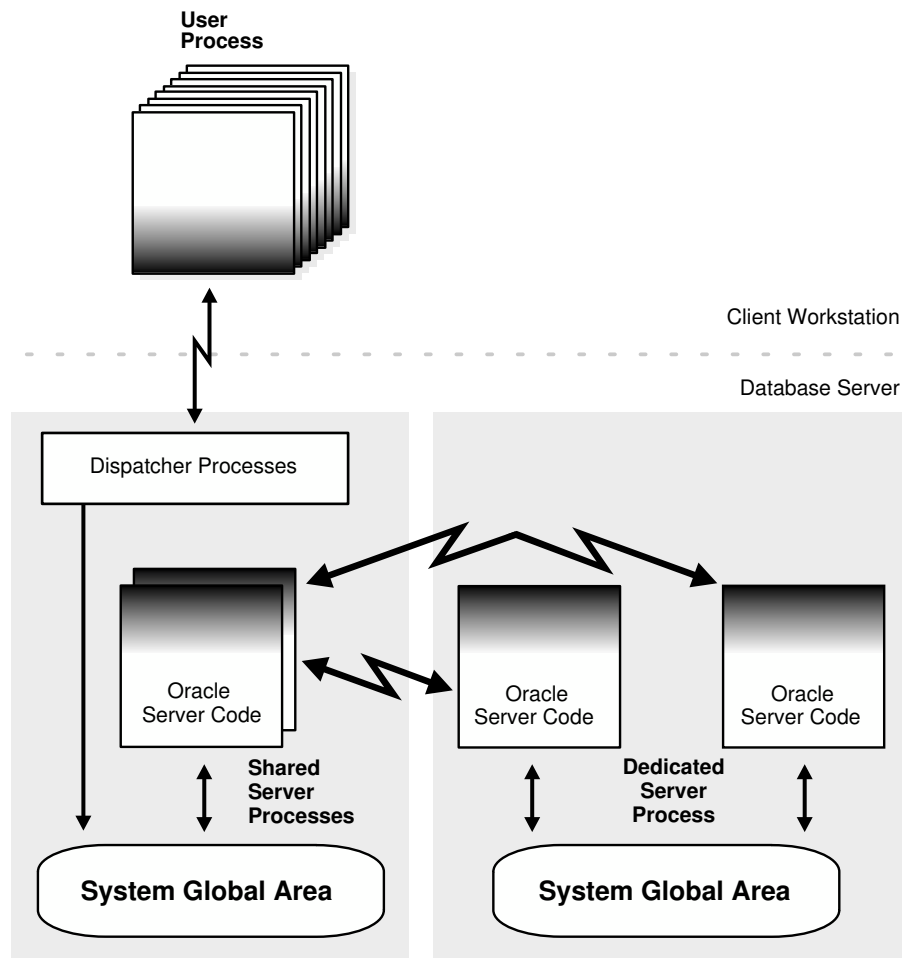 User
Process
Client Workstation
Database Server
Dispatcher Processes
Oracle
Server Code
Oracle
Server Code
Oracle
Server Code
Shared
Server
Processes
Dedicated
Server
Process
System Global Area
System Global Area